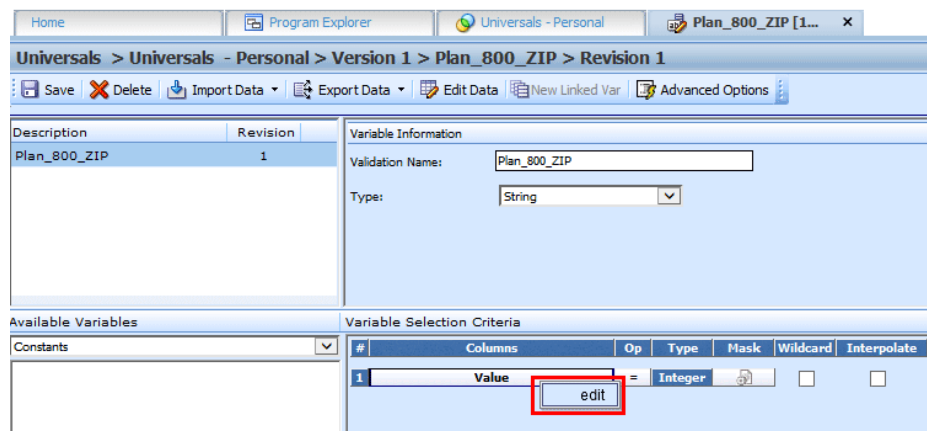 Home Program Explorer Universals - Personal Plan_800_ZIP [1... x
Universals > Universals - Personal > Version 1 > Plan_800_ZIP > Revision 1
Save Delete Import Data Export Data Edit Data New Linked Var Advanced Options
Description Revision Variable Information
Plan_800_ZIP 1 Validation Name: Plan_800_ZIP
Type: String
Available Variables Variable Selection Criteria
Constants # Columns Op Type Mask Wildcard Interpolate
1 Value = Integer
edit